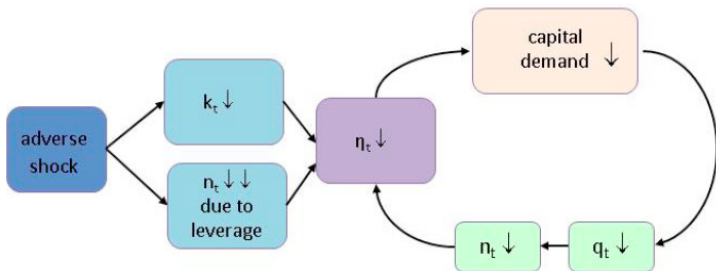 adverse
shock
kₜ ↓
nₜ ↓ ↓
due to
leverage
ηₜ ↓
capital
demand ↓
qₜ ↓
nₜ ↓